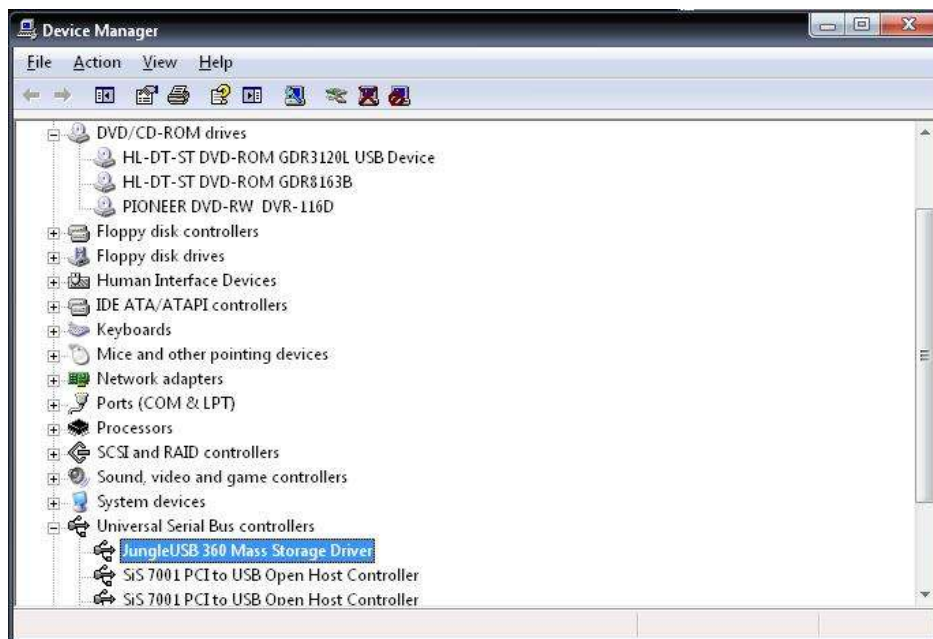 Device Manager
File Action View Help
DVD/CD-ROM drives
HL-DT-ST DVD-ROM GDR3120L USB Device
HL-DT-ST DVD-ROM GDR8163B
PIONEER DVD-RW DVR-116D
Floppy disk controllers
Floppy disk drives
Human Interface Devices
IDE ATA/ATAPI controllers
Keyboards
Mice and other pointing devices
Network adapters
Ports (COM & LPT)
Processors
SCSI and RAID controllers
Sound, video and game controllers
System devices
Universal Serial Bus controllers
JungleUSB 360 Mass Storage Driver
SiS 7001 PCI to USB Open Host Controller
SiS 7001 PCI to USB Open Host Controller